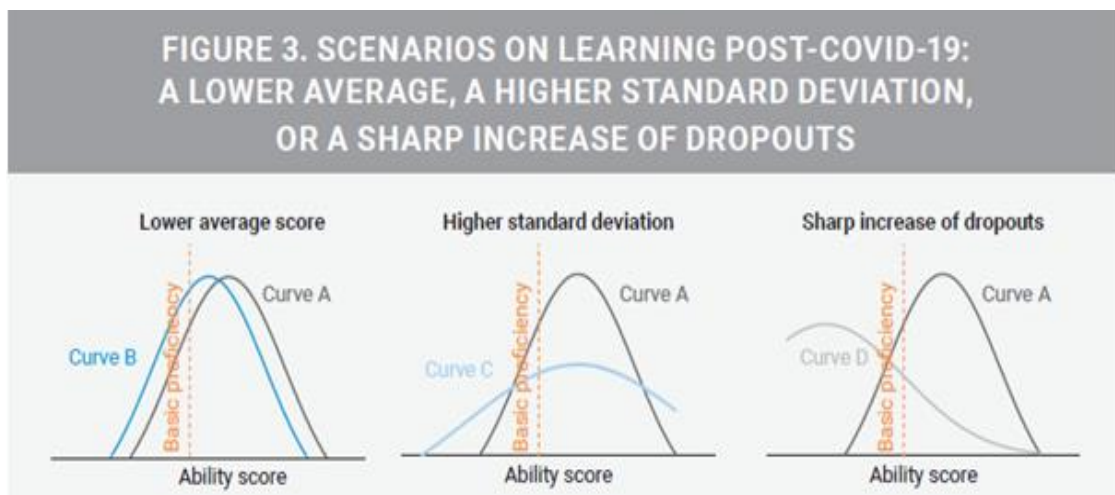 FIGURE 3. SCENARIOS ON LEARNING POST-COVID-19:
A LOWER AVERAGE, A HIGHER STANDARD DEVIATION,
OR A SHARP INCREASE OF DROPOUTS
Lower average score
Basic proficiency
Curve A
Curve B
Ability score
Higher standard deviation
Basic proficiency
Curve A
Curve C
Ability score
Sharp increase of dropouts
Basic proficiency
Curve A
Curve D
Ability score